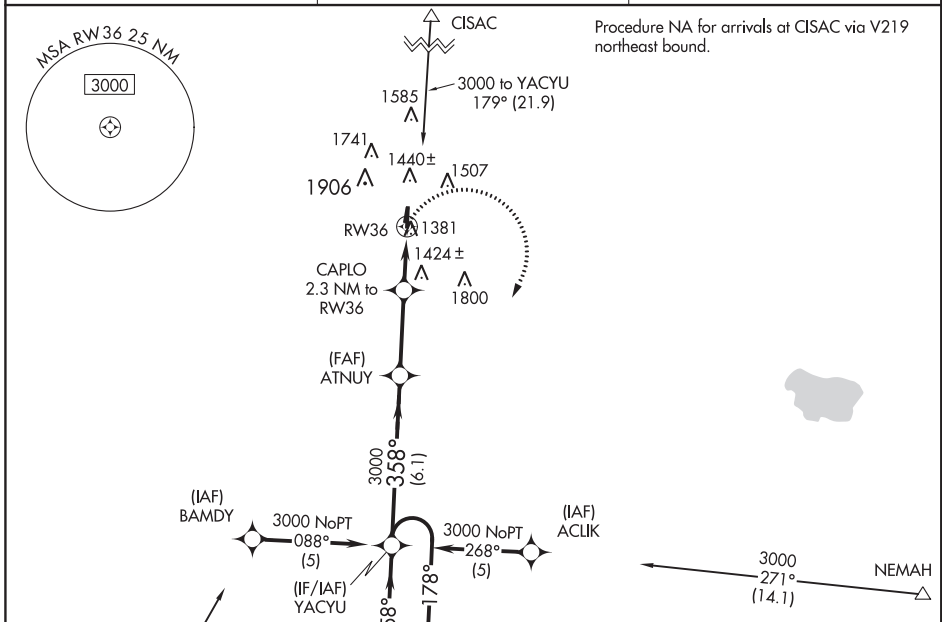 MSA RW36 25 NM
3000
CISAC
Procedure NA for arrivals at CISAC via V219
northeast bound.
3000 to YACYU
179° (21.9)
1585
1741
1440±
1906
1507
RW36
1381
1424±
1800
CAPLO
2.3 NM to
RW36
(FAF)
ATNUY
3000
358°
(6.1)
(IAF)
BAMDY
3000 NoPT
088°
(5)
(IF/IAF)
YACYU
3000 NoPT
268°
(5)
(IAF)
ACLIK
178°
3000
271°
(14.1)
NEMAH